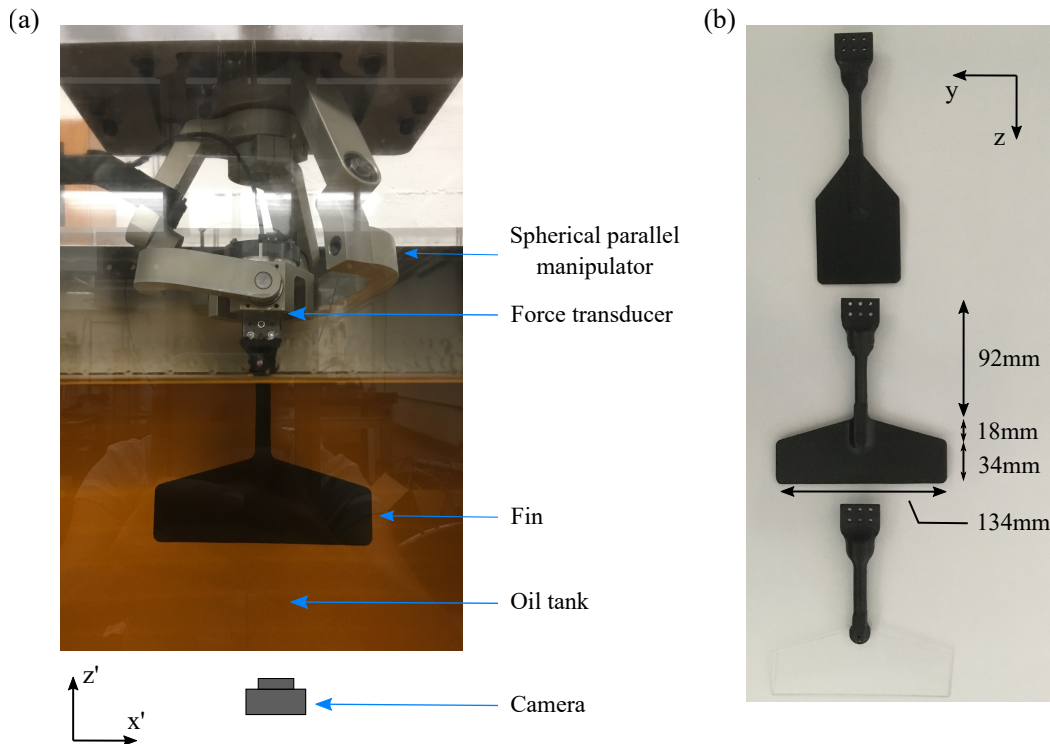 (a)
Spherical parallel
manipulator
Force transducer
Fin
Oil tank
Camera
z'
x'
(b)
y
z
92mm
18mm
34mm
134mm